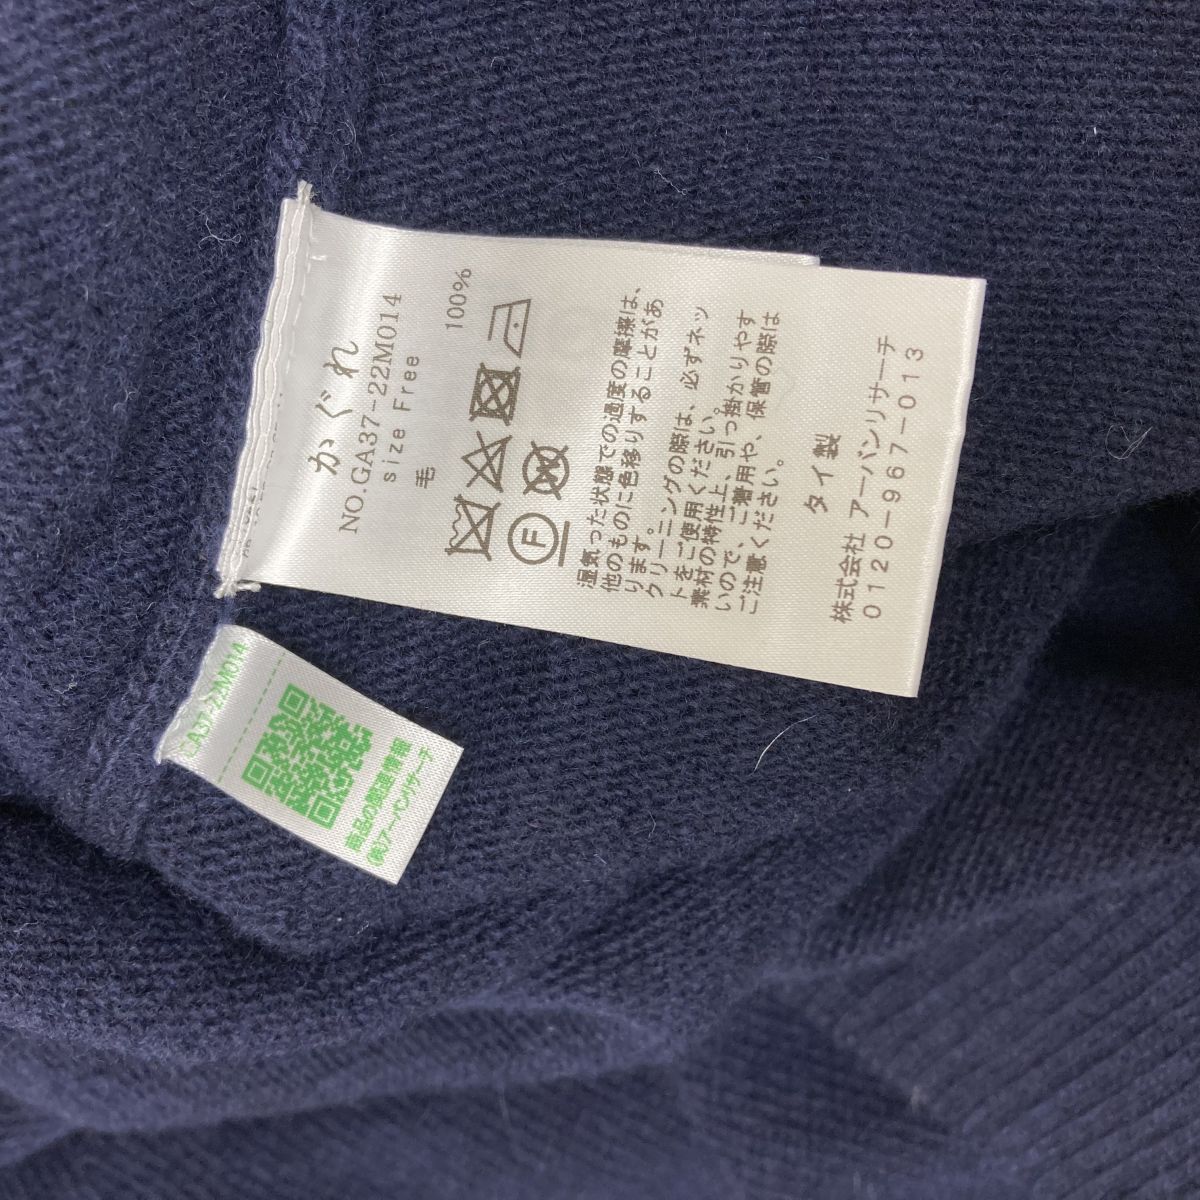 かぐれ
NO.GA37-22M014
size Free
毛 100%
F
W
湿気った状態での過度の摩擦は、
他のものに色移りすることがあ
ります。
クリーニングの際は、必ずネッ
トをご使用ください。
素材の特性上、引っ掛かりやす
いので、ご着用や、保管の際は
ご注意ください。
タイ製
株式会社 アーバンリサーチ
0120-967-013
GA37-22M014
商品の関連情報
(株)アーバンリサーチ